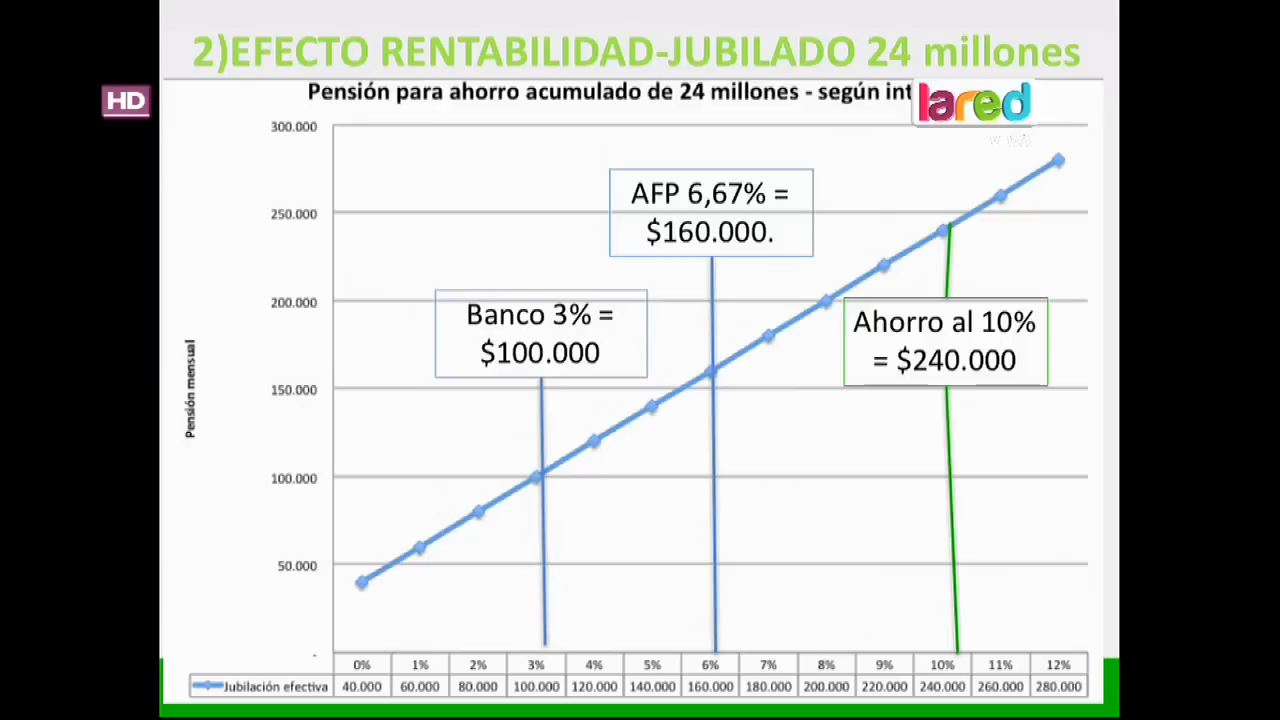 2)EFECTO RENTABILIDAD-JUBILADO 24 millones
HD
Pensión para ahorro acumulado de 24 millones - según int
lared
300.000
250.000
200.000
150.000
100.000
50.000
-
Pensión mensual
AFP 6,67% =
$160.000.
Banco 3% =
$100.000
Ahorro al 10%
= $240.000
0% 1% 2% 3% 4% 5% 6% 7% 8% 9% 10% 11% 12%
Jubilación efectiva 40.000 60.000 80.000 100.000 120.000 140.000 160.000 180.000 200.000 220.000 240.000 260.000 280.000